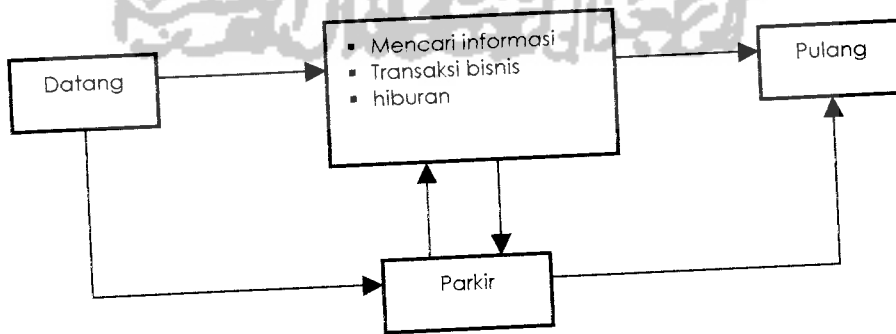 Datang
▪ Mencari informasi
▪ Transaksi bisnis
▪ hiburan
Pulang
Parkir